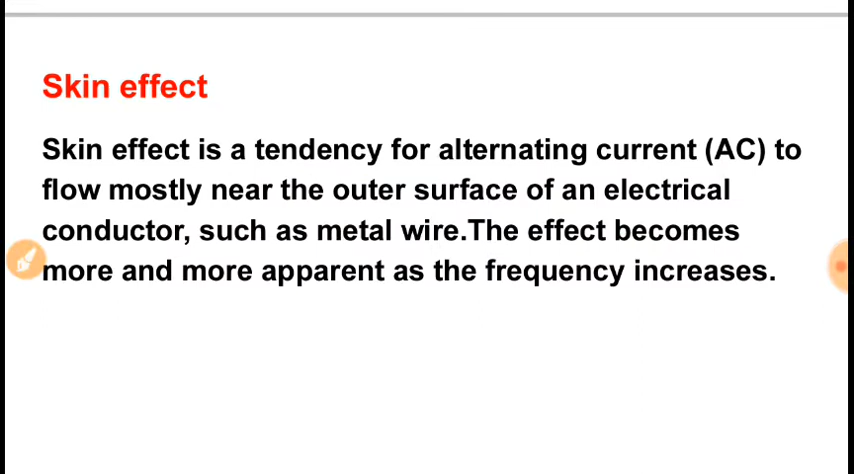 Skin effect
Skin effect is a tendency for alternating current (AC) to
flow mostly near the outer surface of an electrical
conductor, such as metal wire.The effect becomes
more and more apparent as the frequency increases.